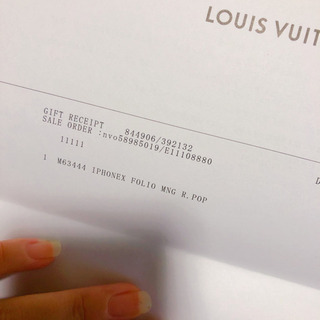 LOUIS VUIT
GIFT RECEIPT 844906/392132
SALE ORDER :nvo58985019/E11108880
11111
D
1 M63444 IPHONEX FOLIO MNG R.POP